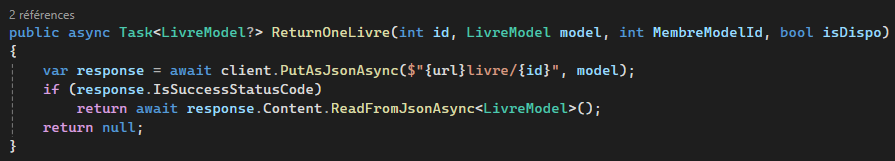 2 références
public async Task<LivreModel?> ReturnOneLivre(int id, LivreModel model, int MembreModelId, bool isDispo)
{
    var response = await client.PutAsJsonAsync($"{url}livre/{id}", model);
    if (response.IsSuccessStatusCode)
        return await response.Content.ReadFromJsonAsync<LivreModel>();
    return null;
}